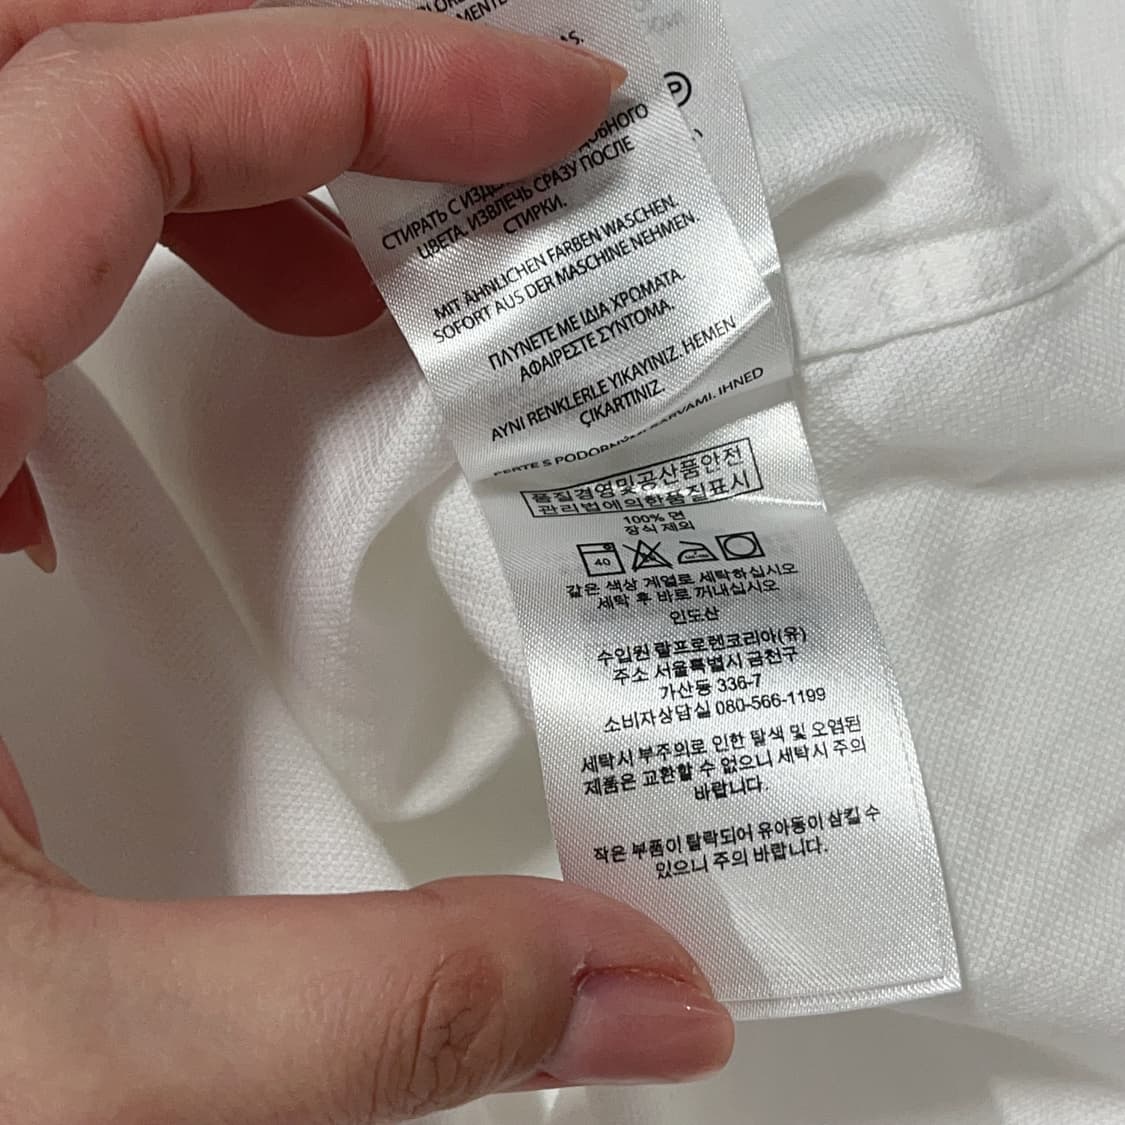 MENTE
AS.
P
ДОБНОГО
СТИРАТЬ С
ЦВЕТА, ИЗВЛЕЧЬ СРАЗУ ПОСЛЕ
СТИРКИ.
MIT ÄHNLICHEN FARBEN WASCHEN.
SOFORT AUS DER MASCHINE NEHMEN.
ΠΛΥΝΕΤΕ ΜΕ ΙΔΙΑ ΧΡΩΜΑΤΑ.
ΑΦΑΙΡΕΣΤΕ ΣΥΝΤΟΜΑ.
AYNI RENKLERLE YIKAYINIZ. HEMEN
ÇIKARTINIZ.
S IHNED
품질경영및공산품안전
관리법에의한품질표시
100% 면
장식 제외
40
같은 색상 계열로 세탁하십시오
세탁 후 바로 꺼내십시오
인도산
수입원 랄프로렌코리아(유)
주소 서울특별시 금천구
가산동 336-7
소비자상담실 080-566-1199
세탁시 부주의로 인한 탈색 및 오염된
제품은 교환할 수 없으니 세탁시 주의
바랍니다.
작은 부품이 탈락되어 유아동이 삼킬 수
있으니 주의 바랍니다.